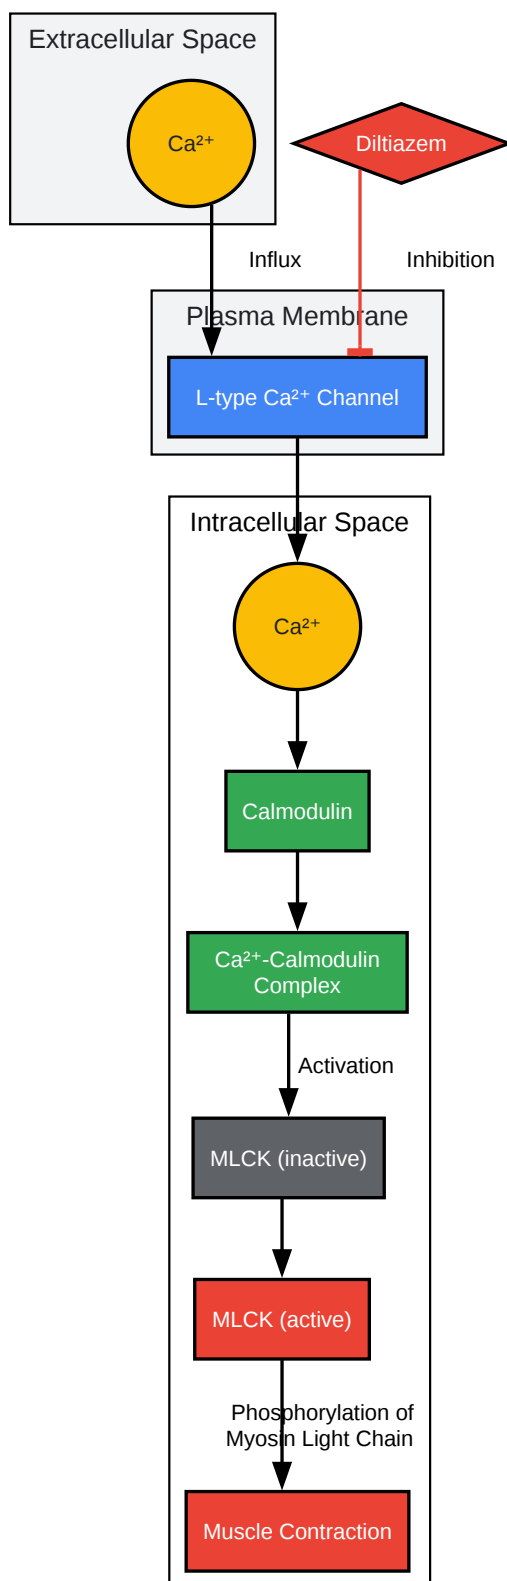 Extracellular Space
Ca²⁺
Diltiazem
Influx
Inhibition
Plasma Membrane
L-type Ca²⁺ Channel
Intracellular Space
Ca²⁺
Calmodulin
Ca²⁺-Calmodulin
Complex
Activation
MLCK (inactive)
MLCK (active)
Phosphorylation of
Myosin Light Chain
Muscle Contraction